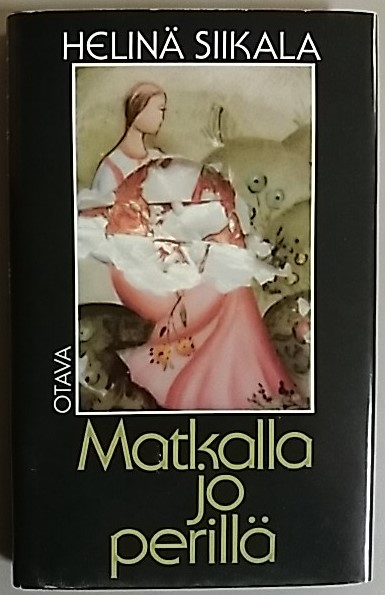 HELINÄ SIIKALA
OTAVA
Matkalla
jo
perillä